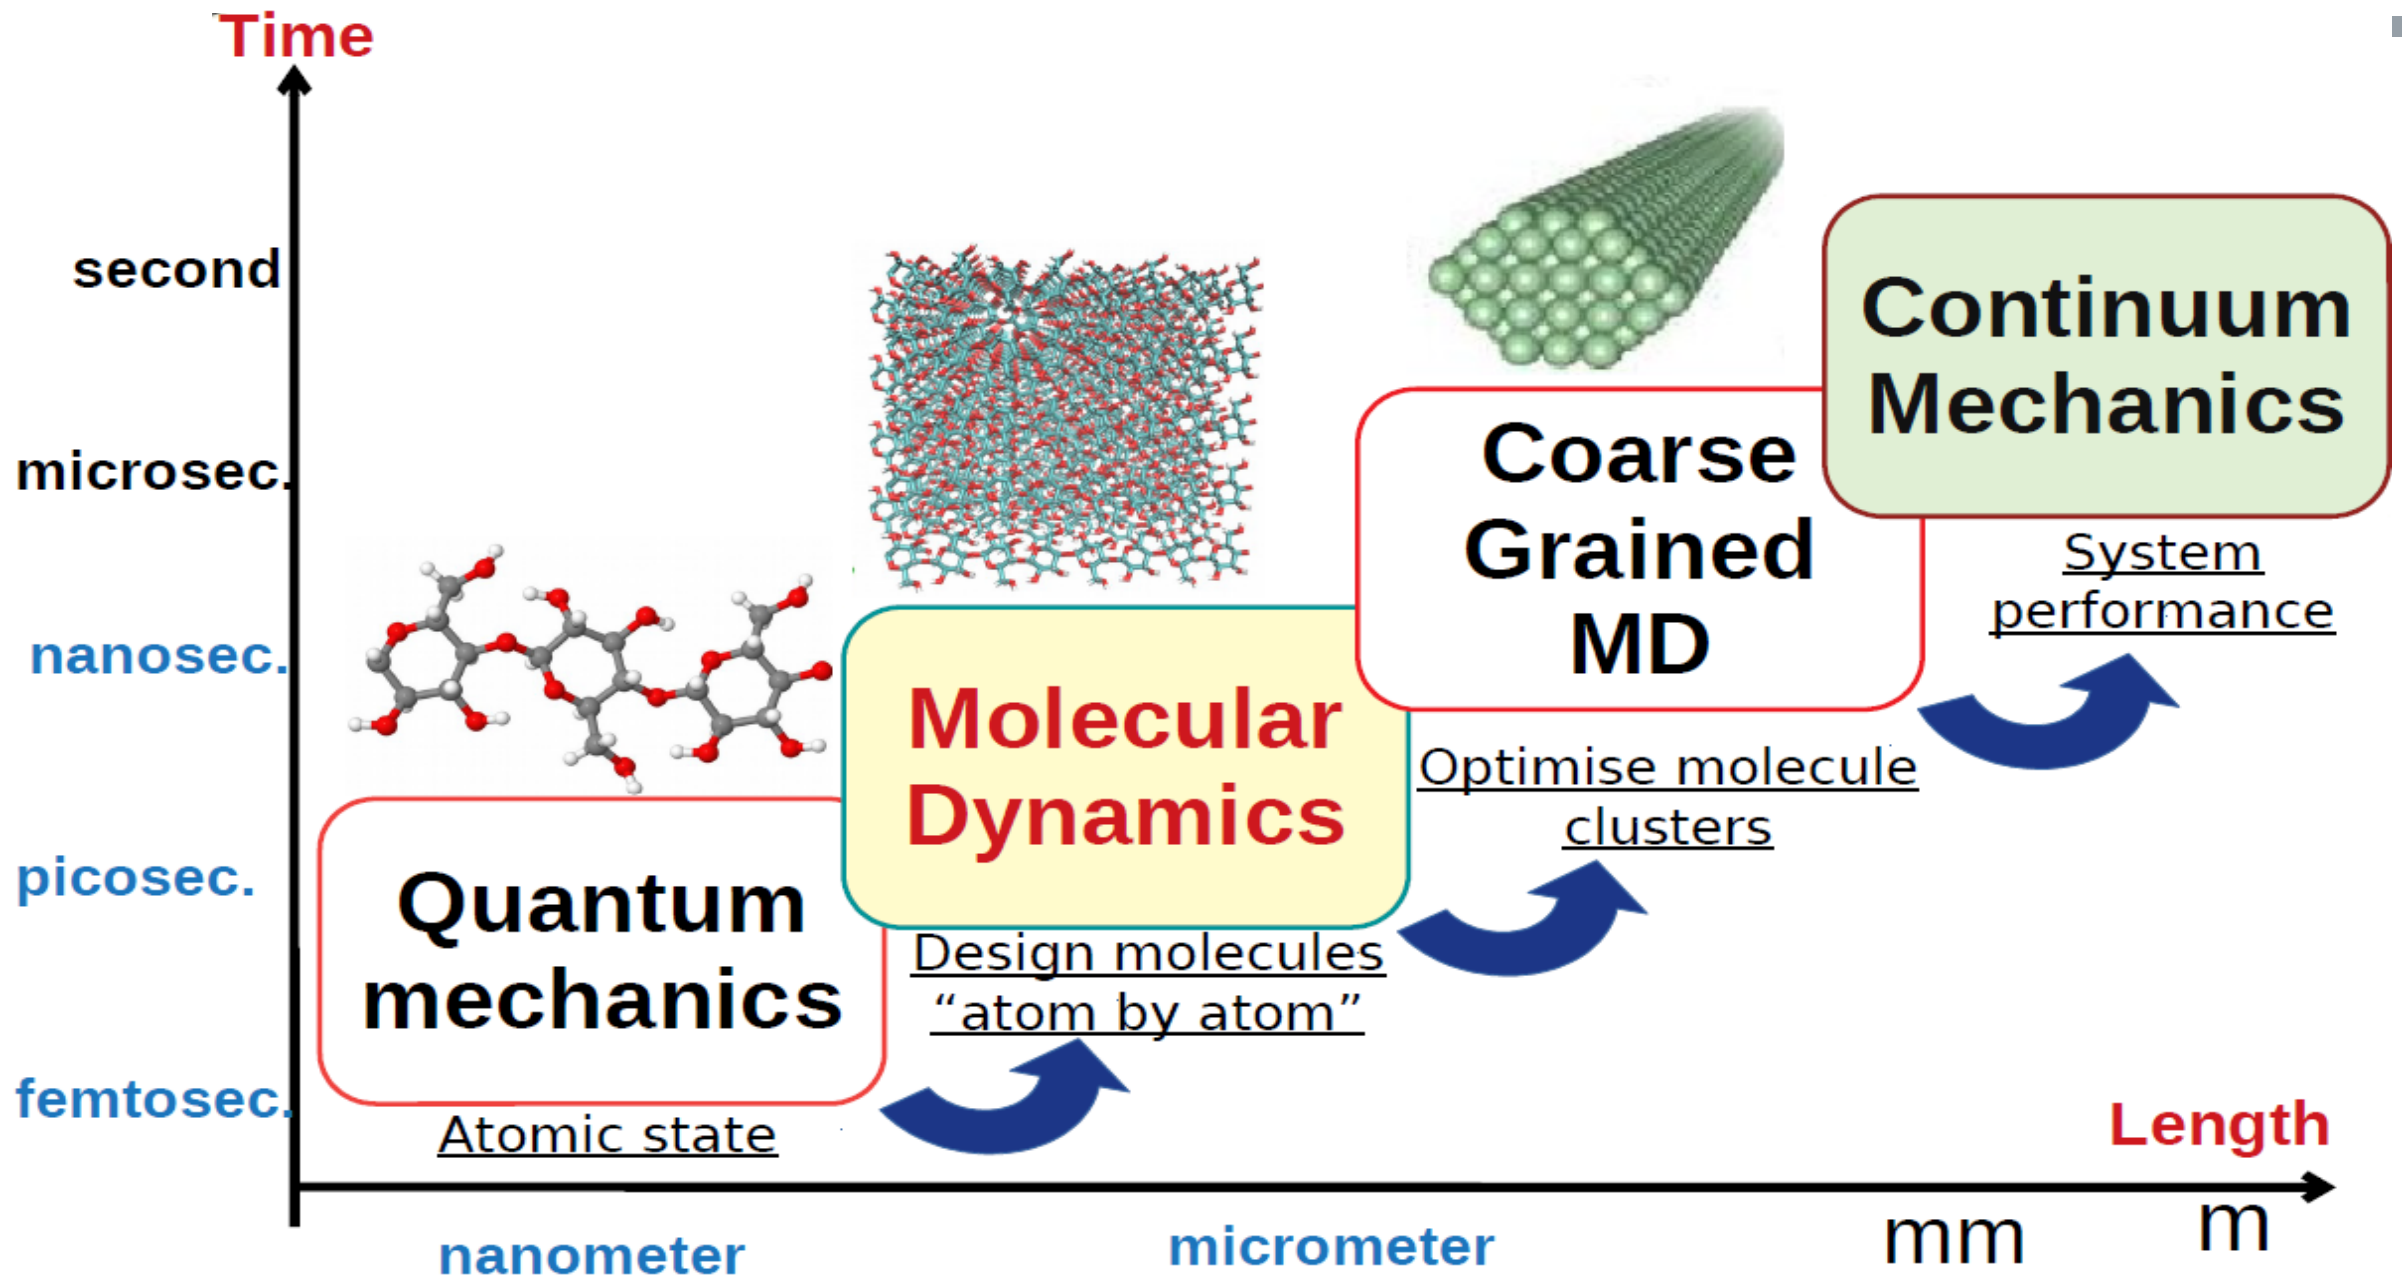 Time
second
microsec.
nanosec.
picosec.
femtosec.
Quantum
mechanics
Atomic state
Molecular
Dynamics
Design molecules
“atom by atom”
Coarse
Grained
MD
Optimise molecule
clusters
Continuum
Mechanics
System
performance
Length
nanometer
micrometer
mm
m